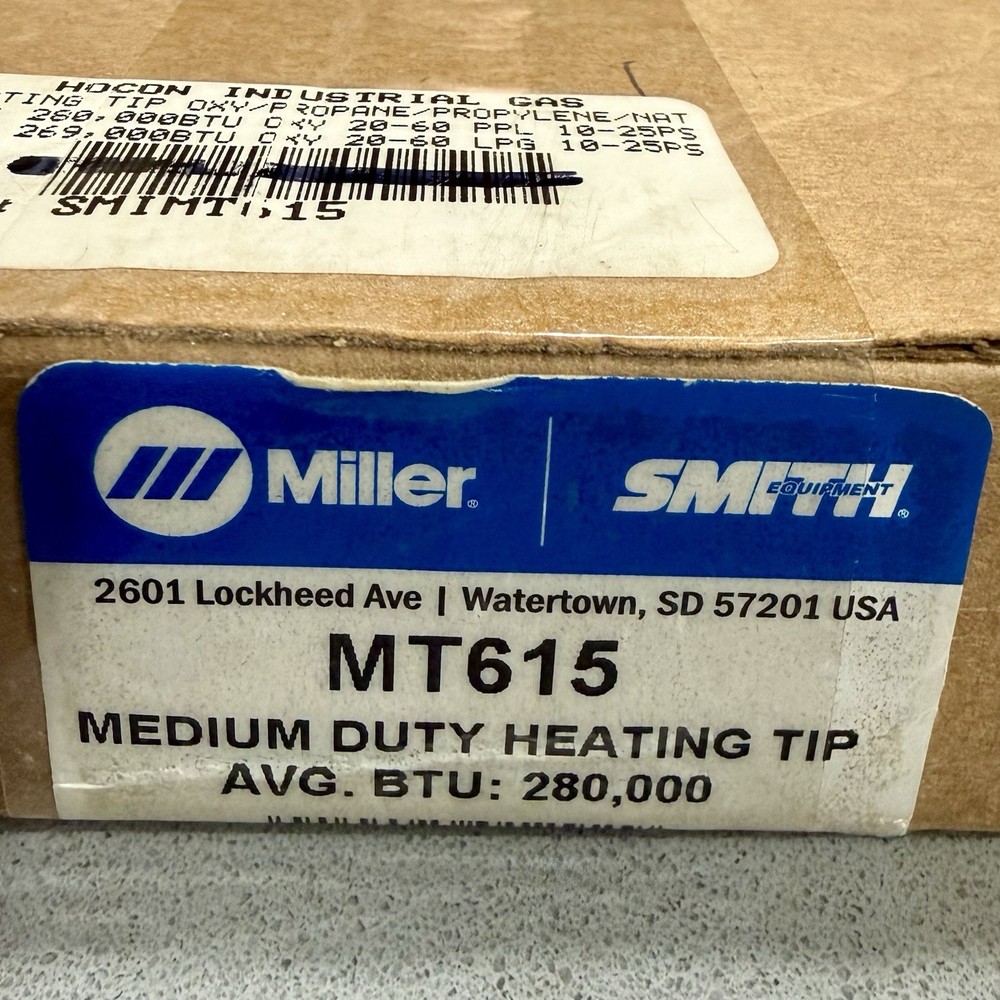 HOCON INDUSTRIAL GAS
TING TIP OXY/PROPANE/PROPYLENE/NAT
280,000BTU OXY 20-60 PPL 10-25PS
269,000BTU OXY 20-60 LPG 10-25PS
SMIMT615
Miller®
SMITH EQUIPMENT®
2601 Lockheed Ave | Watertown, SD 57201 USA
MT615
MEDIUM DUTY HEATING TIP
AVG. BTU: 280,000